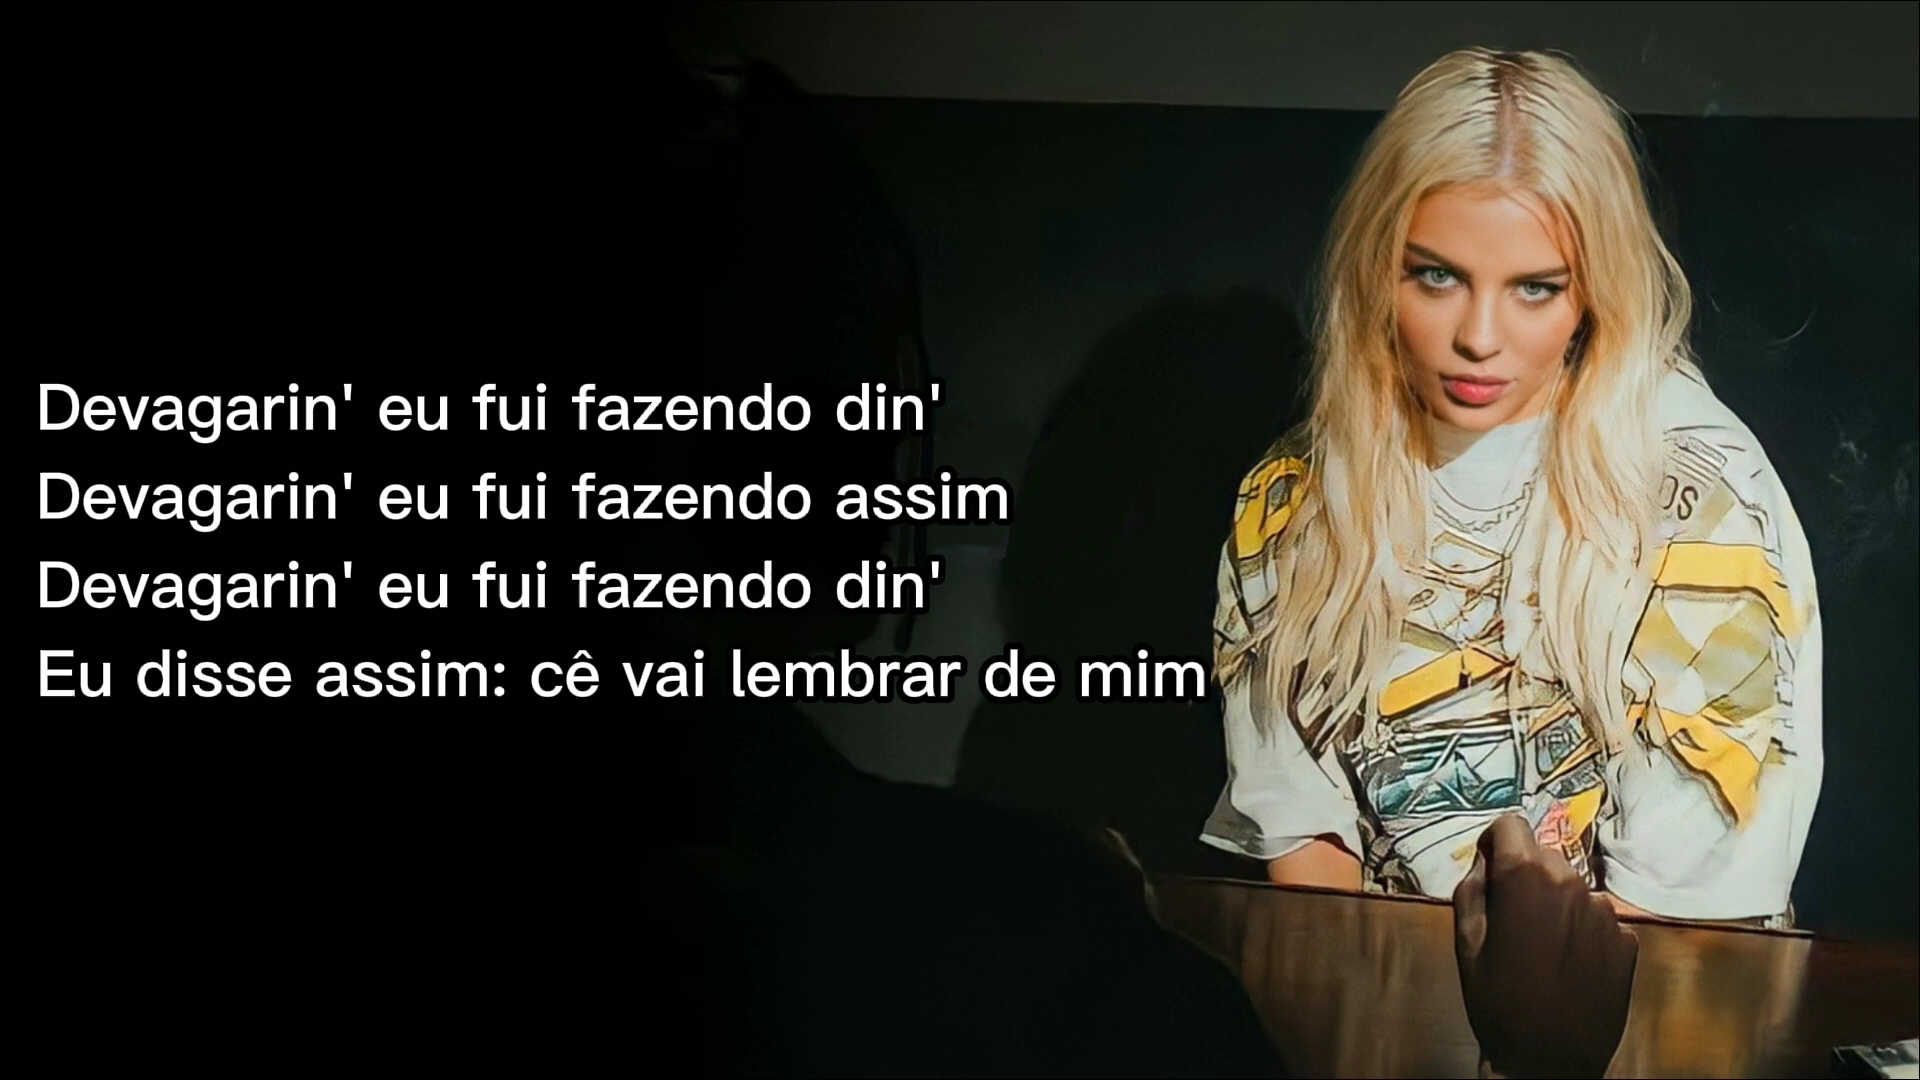 Devagarin' eu fui fazendo din'
Devagarin' eu fui fazendo assim
Devagarin' eu fui fazendo din'
Eu disse assim: cê vai lembrar de mim